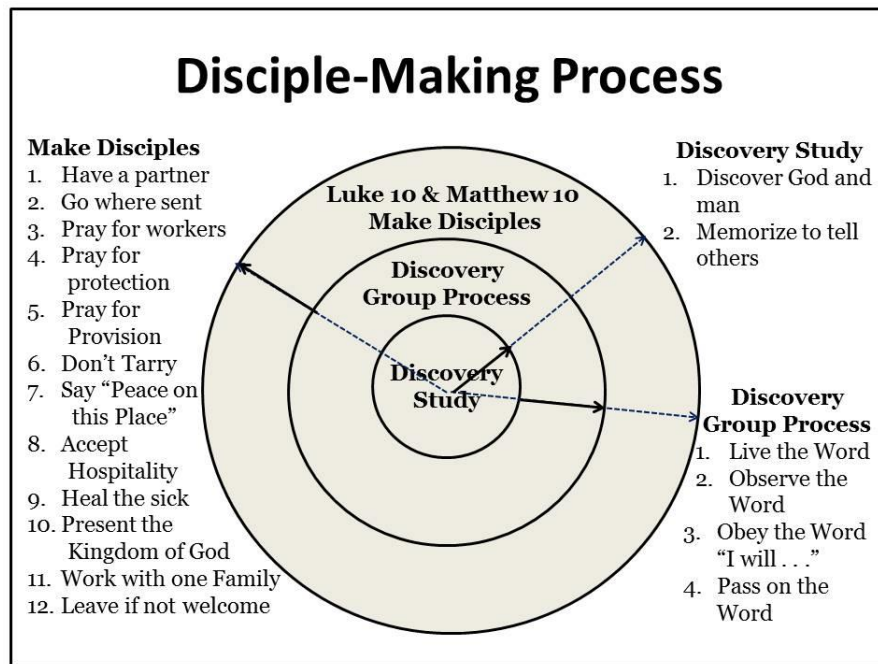 Disciple-Making Process
Make Disciples
1. Have a partner
2. Go where sent
3. Pray for workers
4. Pray for
protection
5. Pray for
Provision
6. Don’t Tarry
7. Say “Peace on
this Place”
8. Accept
Hospitality
9. Heal the sick
10. Present the
Kingdom of God
11. Work with one Family
12. Leave if not welcome
Luke 10 & Matthew 10
Make Disciples
Discovery
Group Process
Discovery
Study
Discovery Study
1. Discover God and
man
2. Memorize to tell
others
Discovery
Group Process
1. Live the Word
2. Observe the
Word
3. Obey the Word
“I will . . .”
4. Pass on the
Word